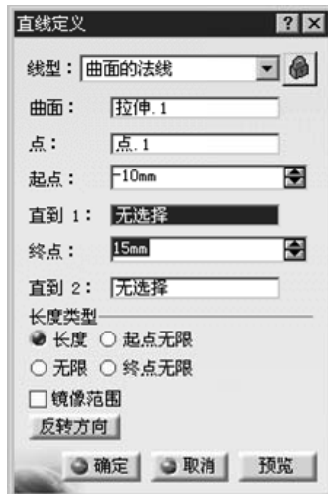 直线定义
线型：曲面的法线
曲面：拉伸.1
点：点.1
起点：-10mm
直到 1：无选择
终点：15mm
直到 2：无选择
长度类型
长度 起点无限
无限 终点无限
镜像范围
反转方向
确定 取消 预览